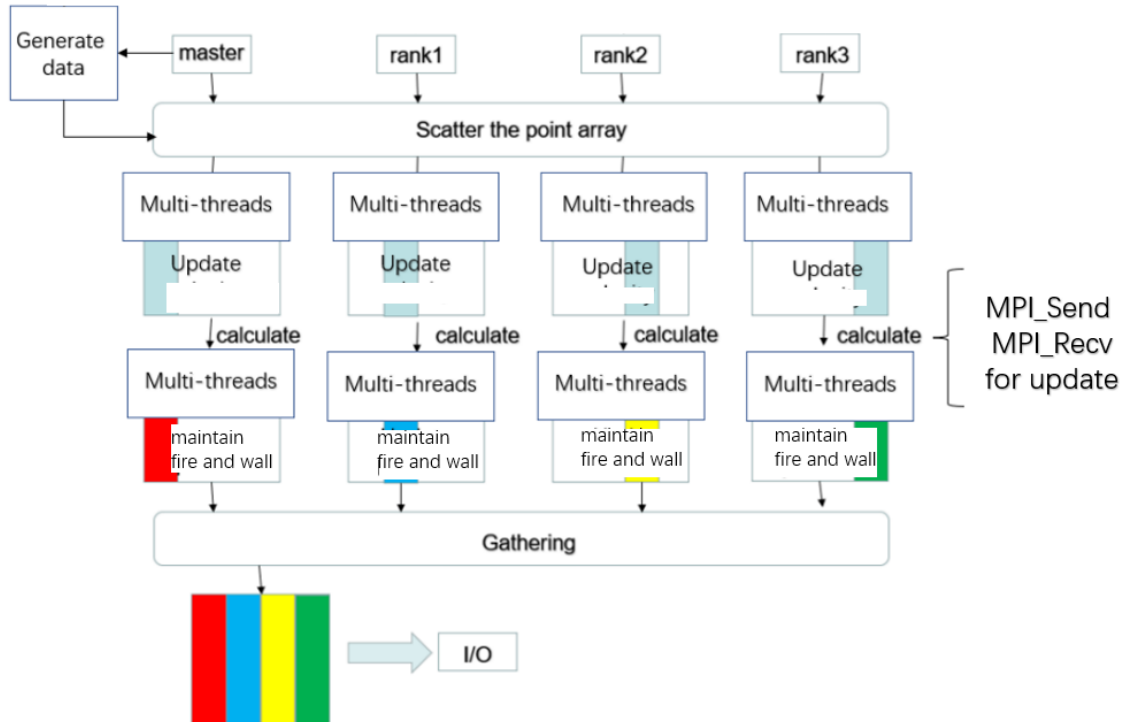 Generate
data
master
rank1
rank2
rank3
Scatter the point array
Multi-threads
Multi-threads
Multi-threads
Multi-threads
Update
Update
Update
Update
calculate
calculate
calculate
calculate
MPI_Send
MPI_Recv
for update
Multi-threads
Multi-threads
Multi-threads
Multi-threads
maintain
fire and wall
maintain
fire and wall
maintain
fire and wall
maintain
fire and wall
Gathering
I/O